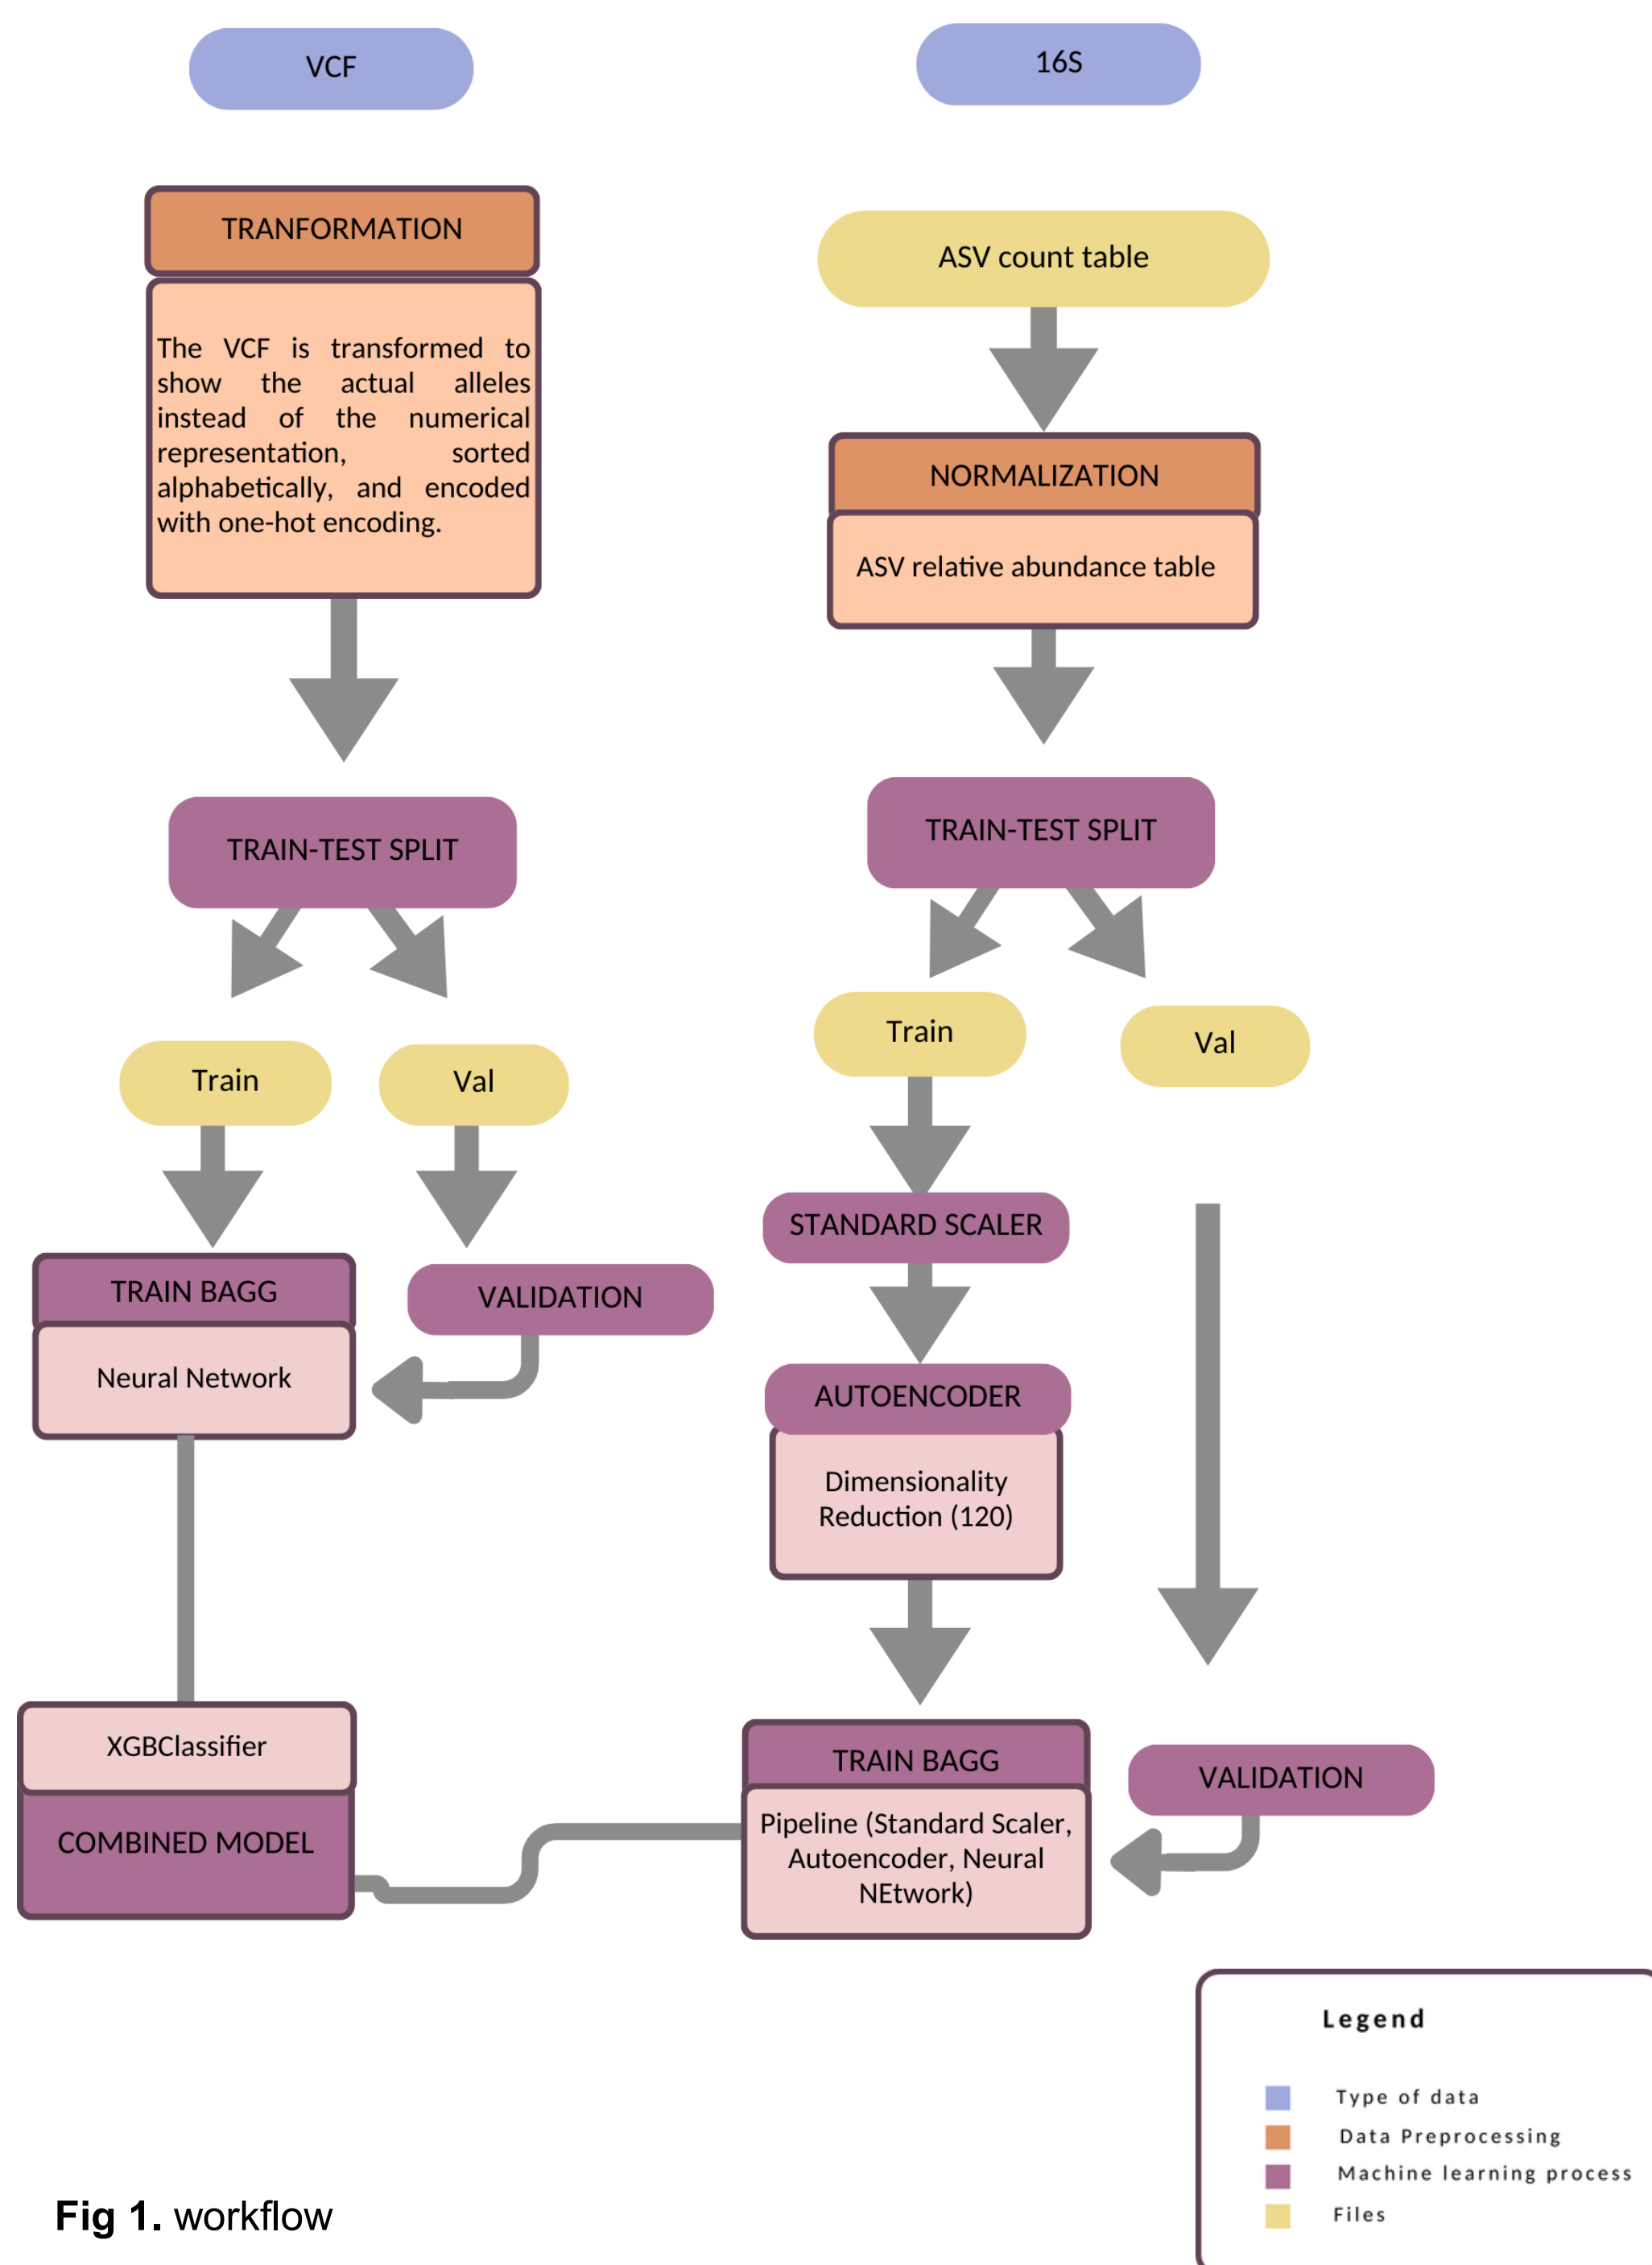 VCF
16S
TRANFORMATION
The VCF is transformed to
show the actual alleles
instead of the numerical
representation, sorted
alphabetically, and encoded
with one-hot encoding.
ASV count table
NORMALIZATION
ASV relative abundance table
TRAIN-TEST SPLIT
TRAIN-TEST SPLIT
Train
Val
Train
Val
TRAIN BAGG
Neural Network
VALIDATION
STANDARD SCALER
AUTOENCODER
Dimensionality
Reduction (120)
XGBClassifier
COMBINED MODEL
TRAIN BAGG
Pipeline (Standard Scaler,
Autoencoder, Neural
NEtwork)
VALIDATION
Legend
Type of data
Data Preprocessing
Machine learning process
Files
Fig 1. workflow